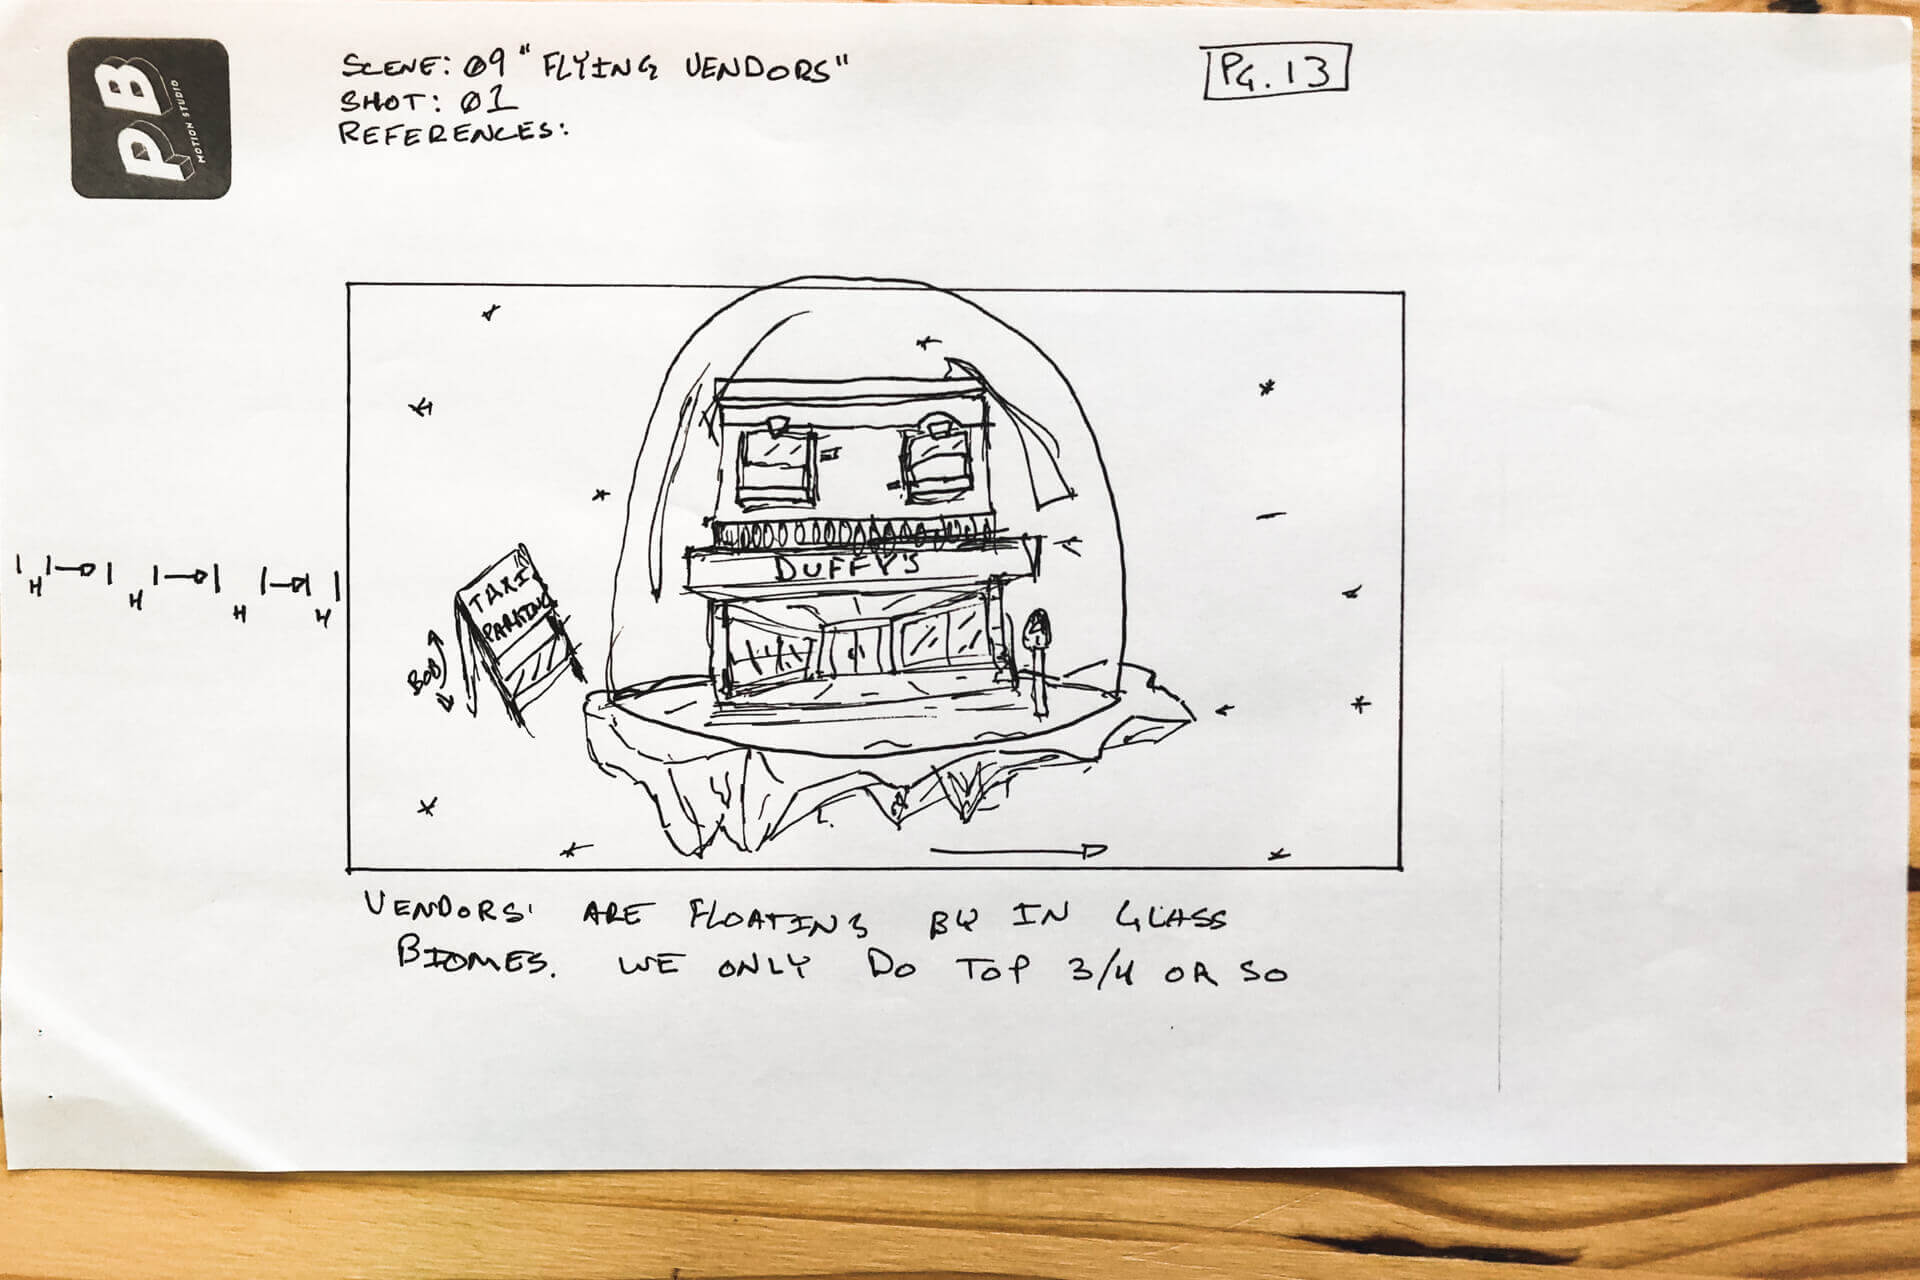 PB
MOTION STUDIO
SCENE: 09 "FLYING VENDORS"
SHOT: 01
REFERENCES:
PG. 13
H H H H
TAXI
PARKING
BOB
DUFFY'S
VENDORS' ARE FLOATING BY IN GLASS
BIOMES. WE ONLY DO TOP 3/4 OR SO